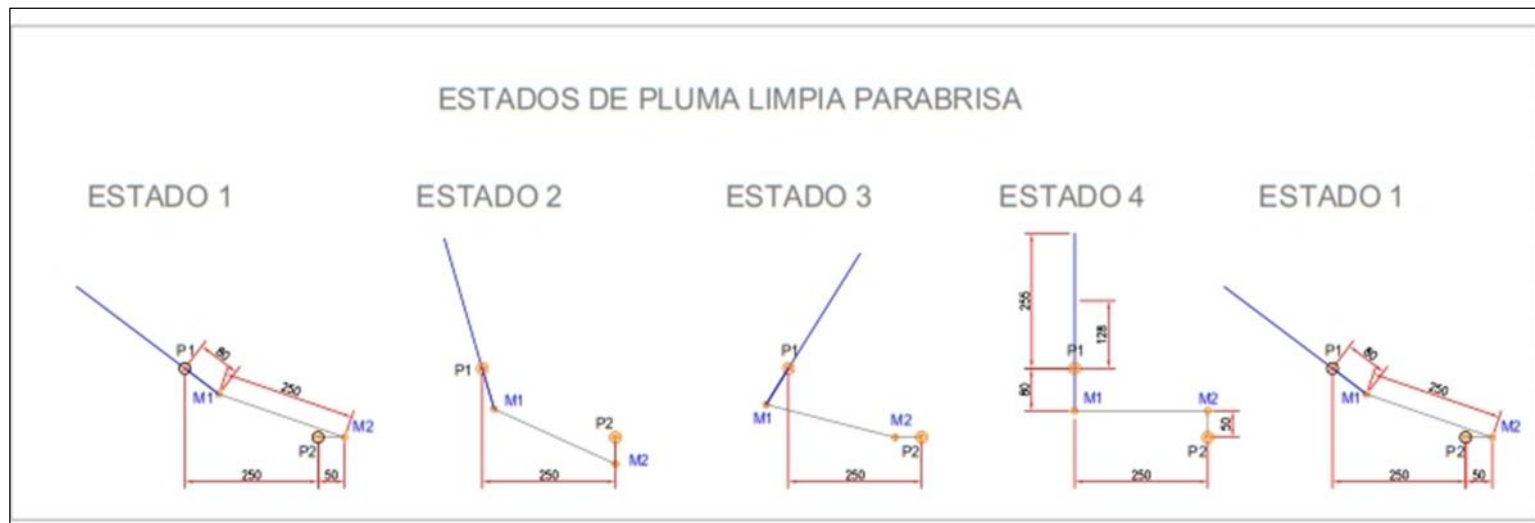 ESTADOS DE PLUMA LIMPIA PARABRISA
ESTADO 1
P1
80
250
M1
M2
P2
250
50
ESTADO 2
P1
M1
P2
M2
250
ESTADO 3
P1
M1
M2
P2
250
ESTADO 4
255
128
P1
80
M1
M2
50
P2
250
ESTADO 1
P1
80
250
M1
M2
P2
250
50